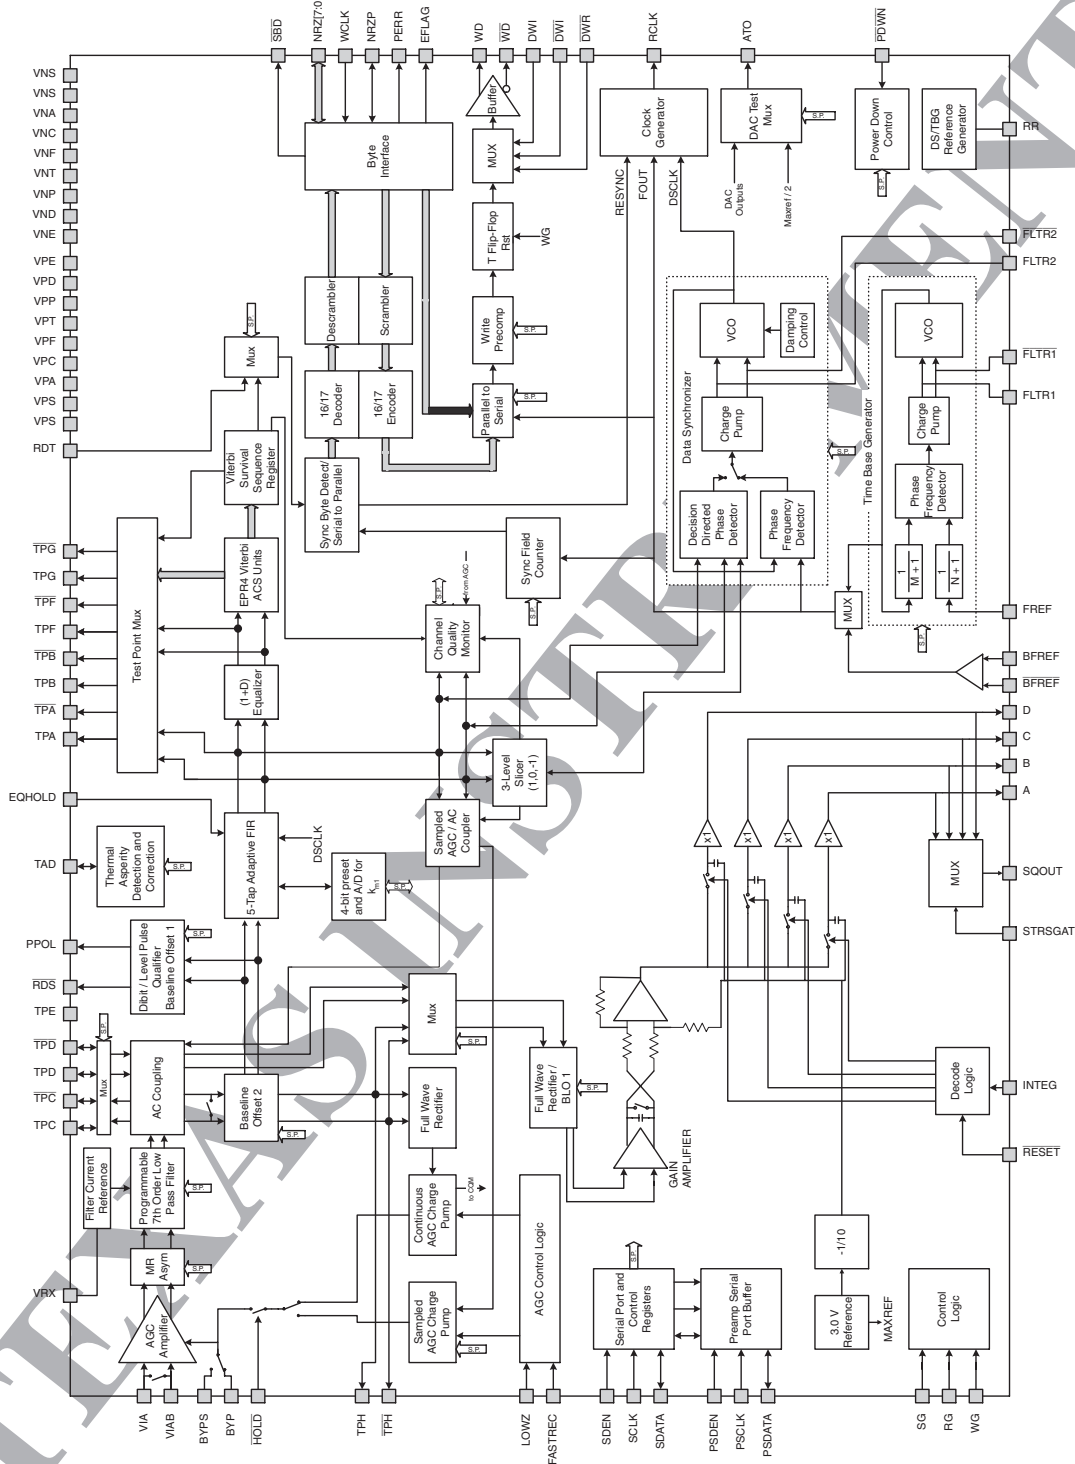 SBD
NRZ[7:0
WCLK
NRZP
PERR
EFLAG
WD
WD
DWI
DWI
DWR
RCLK
ATO
PDWN
VNS
VNS
VNA
VNC
VNF
VNT
VNP
VND
VNE
VPE
VPD
VPP
VPT
VPF
VPC
VPA
VPS
VPS
RDT
TPG
TPG
TPF
TPF
TPB
TPB
TPA
TPA
EQHOLD
TAD
PPOL
RDS
TPE
TPD
TPD
TPC
TPC
VRX
Byte
Interface
Buffer
MUX
T Flip-Flop
Rst
WG
Write
Precomp
S.P.
Parallel to
Serial
S.P.
Descrambler
Scrambler
16/17
Decoder
16/17
Encoder
Sync Byte Detect/
Serial to Parallel
Mux
S.P.
Viterbi
Survival
Sequence
Register
EPR4 Viterbi
ACS Units
(1+D)
Equalizer
Test Point Mux
Clock
Generator
RESYNC
FOUT
DSCLK
DAC Test
Mux
S.P.
DAC
Outputs
Maxref / 2
Power Down
Control
S.P.
DS/TBG
Reference
Generator
RR
FLTR2
FLTR2
FLTR1
FLTR1
FREF
BFREF
BFREF
D
C
B
A
SQOUT
STRSGAT
INTEG
RESET
Data Synchronizer
VCO
Damping
Control
Charge
Pump
Decision
Directed
Phase
Detector
Phase
Frequency
Detector
S.P.
Time Base Generator
VCO
Charge
Pump
Phase
Frequency
Detector
1
M + 1
1
N + 1
S.P.
MUX
Sync Field
Counter
S.P.
Channel
Quality
Monitor
S.P.
from AGC
3-Level
Slicer
(1,0,-1)
Sampled
AGC / AC
Coupler
5-Tap Adaptive FIR
DSCLK
4-bit preset
and A/D for
km1
S.P.
Thermal
Asperity
Detection and
Correction
S.P.
Dibit / Level Pulse
Qualifier
Baseline Offset 1
S.P.
Mux
S.P.
AC Coupling
Baseline
Offset 2
S.P.
Filter Current
Reference
Programmable
7th Order Low
Pass Filter
S.P.
MR
Asym
S.P.
AGC
Amplifier
Mux
S.P.
Full Wave
Rectifier
Full Wave
Rectifier /
BLO 1
S.P.
Continuous
AGC Charge
Pump
to CQM
Sampled
AGC Charge
Pump
S.P.
AGC Control Logic
GAIN
AMPLIFIER
x1
x1
x1
x1
MUX
Decode
Logic
Serial Port and
Control
Registers
S.P.
Preamp Serial
Port Buffer
-1/10
3.0 V
Reference
MAXREF
Control
Logic
VIA
VIAB
BYPS
BYP
HOLD
TPH
TPH
LOWZ
FASTREC
SDEN
SCLK
SDATA
PSDEN
PSCLK
PSDATA
SG
RG
WG